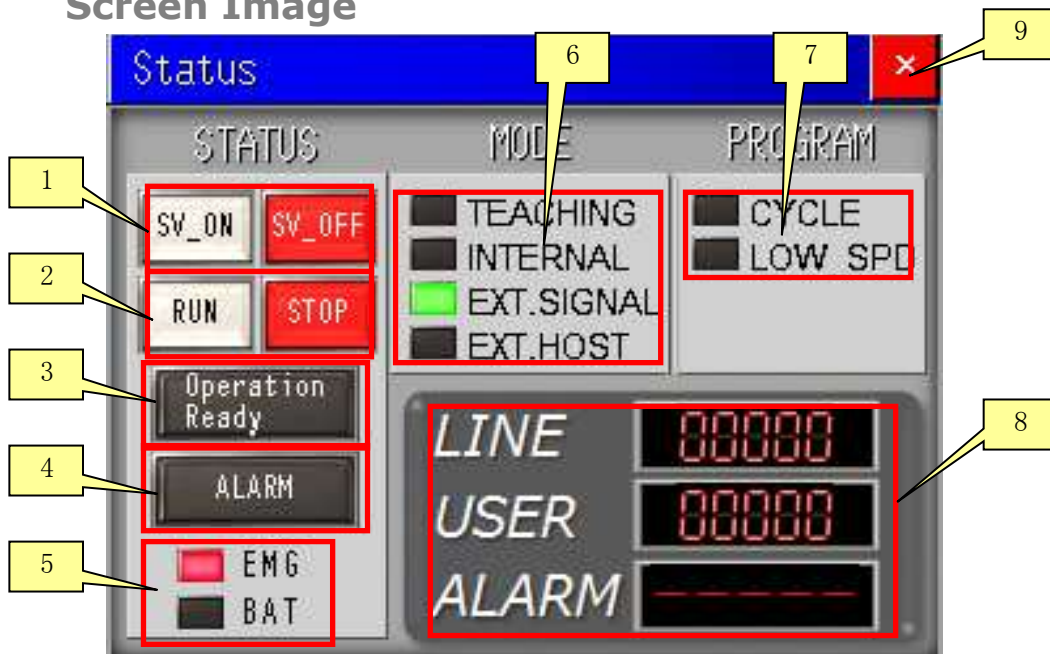 Screen Image
Status
×
STATUS
MODE
PROGRAM
SV_ON
SV_OFF
RUN
STOP
Operation
Ready
ALARM
EMG
BAT
TEACHING
INTERNAL
EXT.SIGNAL
EXT.HOST
CYCLE
LOW SPD
LINE 00000
USER 00000
ALARM ------
1
2
3
4
5
6
7
8
9